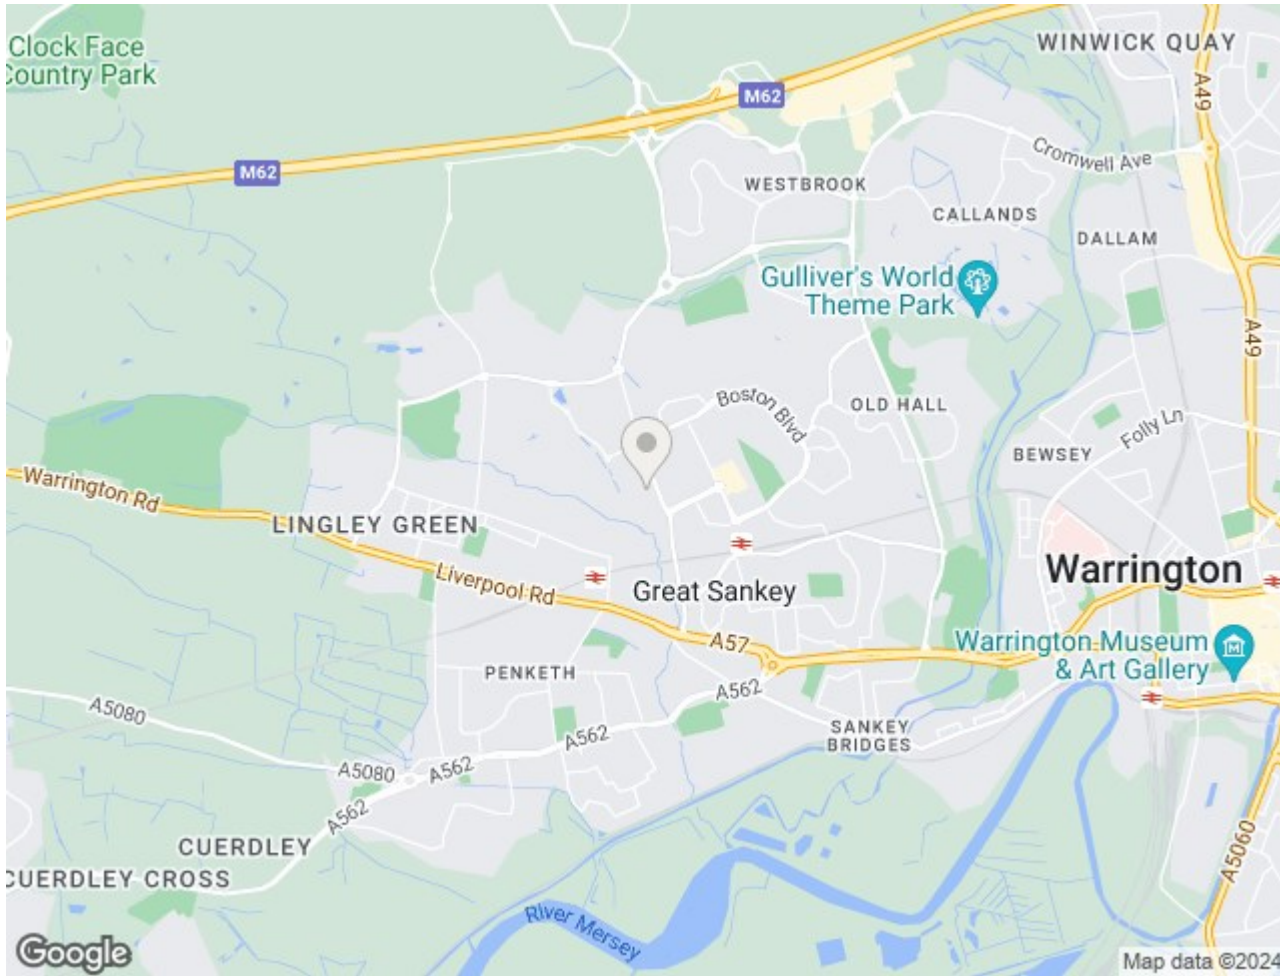 Clock Face
Country Park
WINWICK QUAY
A49
M62
M62
Cromwell Ave
WESTBROOK
CALLANDS
DALLAM
Gulliver's World
Theme Park
A49
Boston Blvd
OLD HALL
Folly Ln
BEWSEY
Warrington Rd
LINGLEY GREEN
Liverpool Rd
Great Sankey
Warrington
A57
Warrington Museum
& Art Gallery
M
PENKETH
A562
A5080
SANKEY
BRIDGES
A562
A5080
A562
A562
CUERDLEY
CUERDLEY CROSS
A5060
River Mersey
Google
Map data ©2024